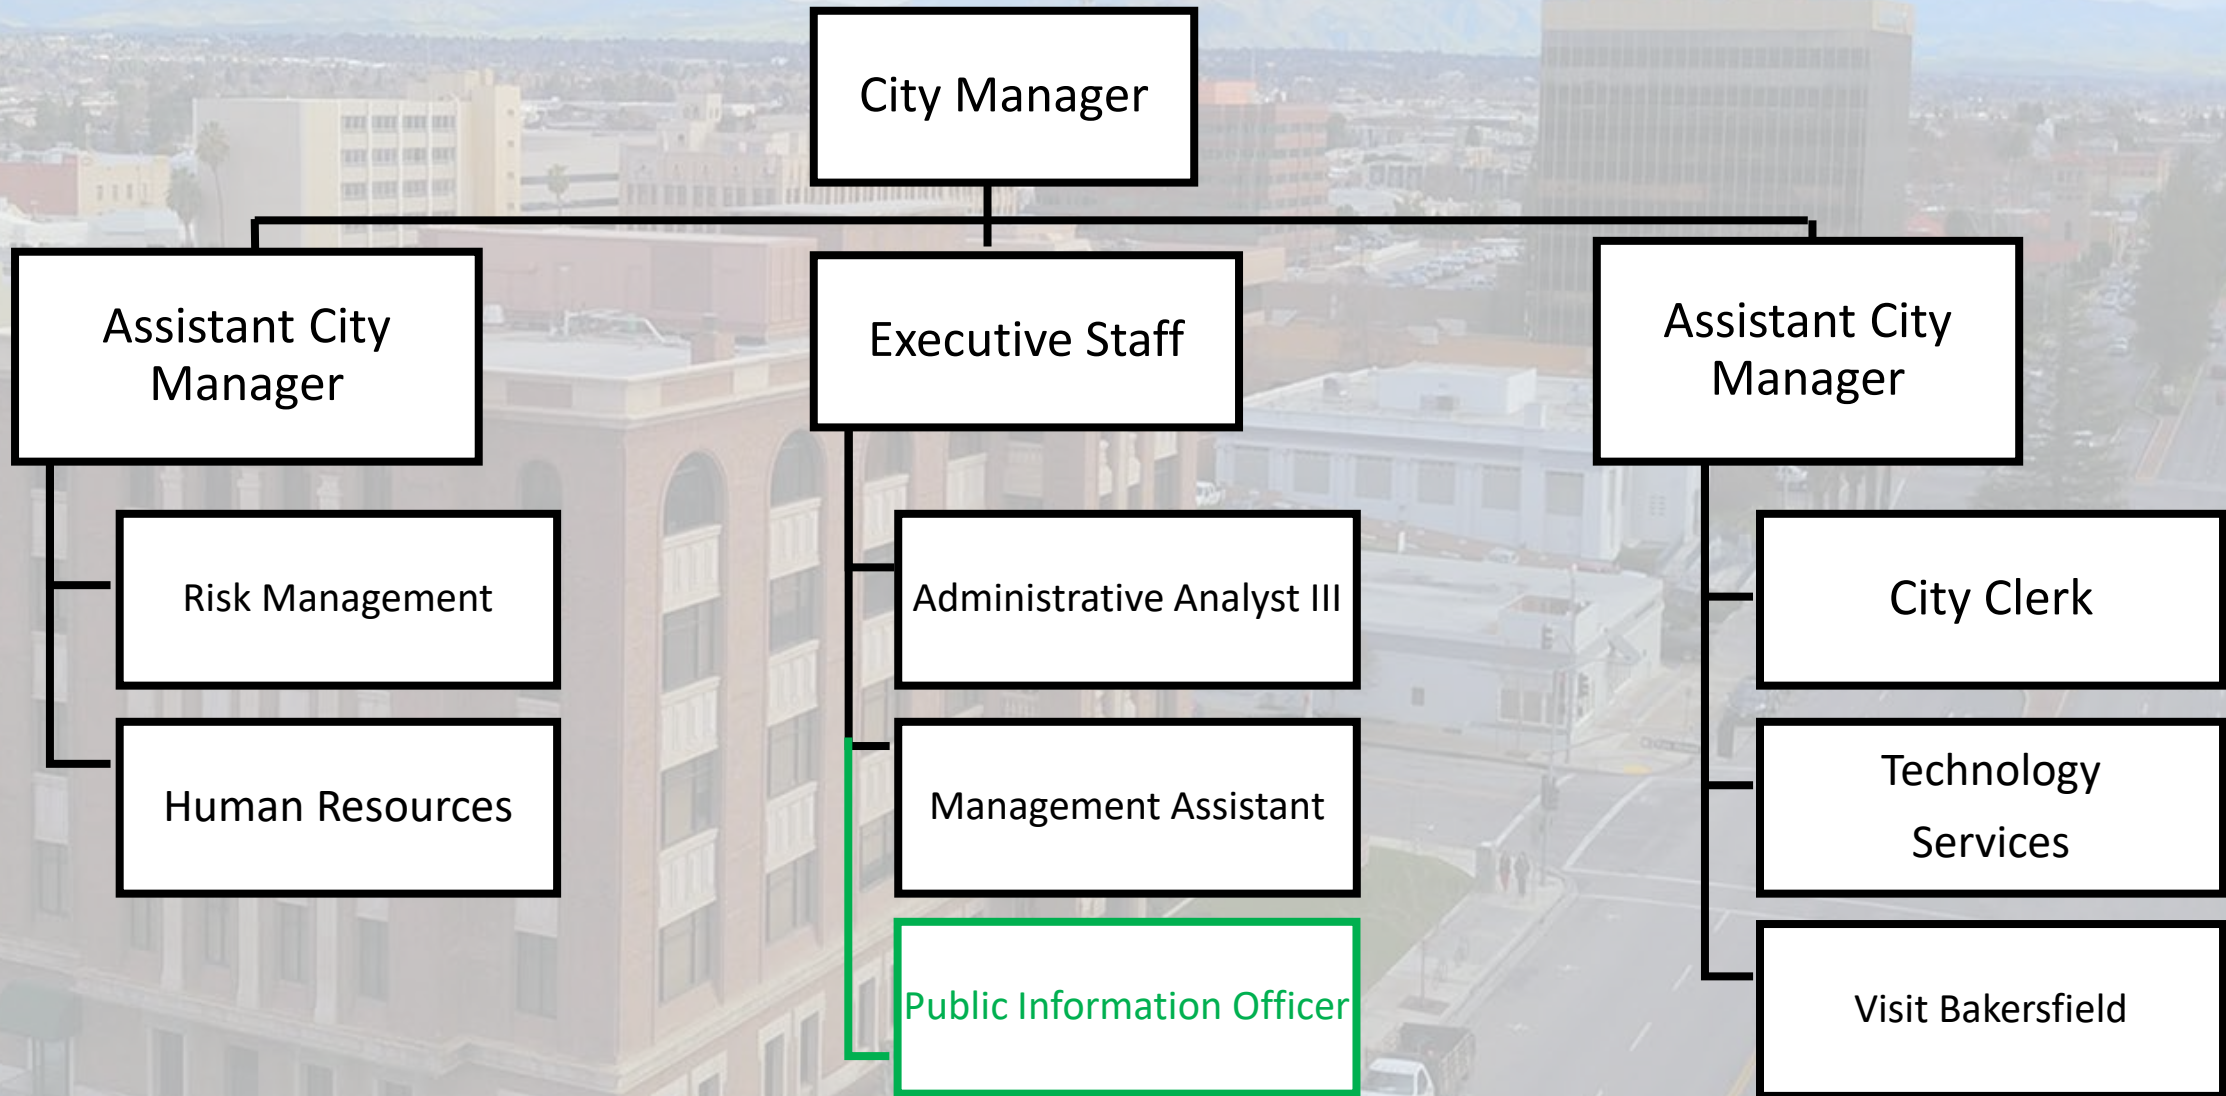 City Manager
Assistant City
Manager
Executive Staff
Assistant City
Manager
Risk Management
Administrative Analyst III
City Clerk
Human Resources
Management Assistant
Technology
Services
Public Information Officer
Visit Bakersfield